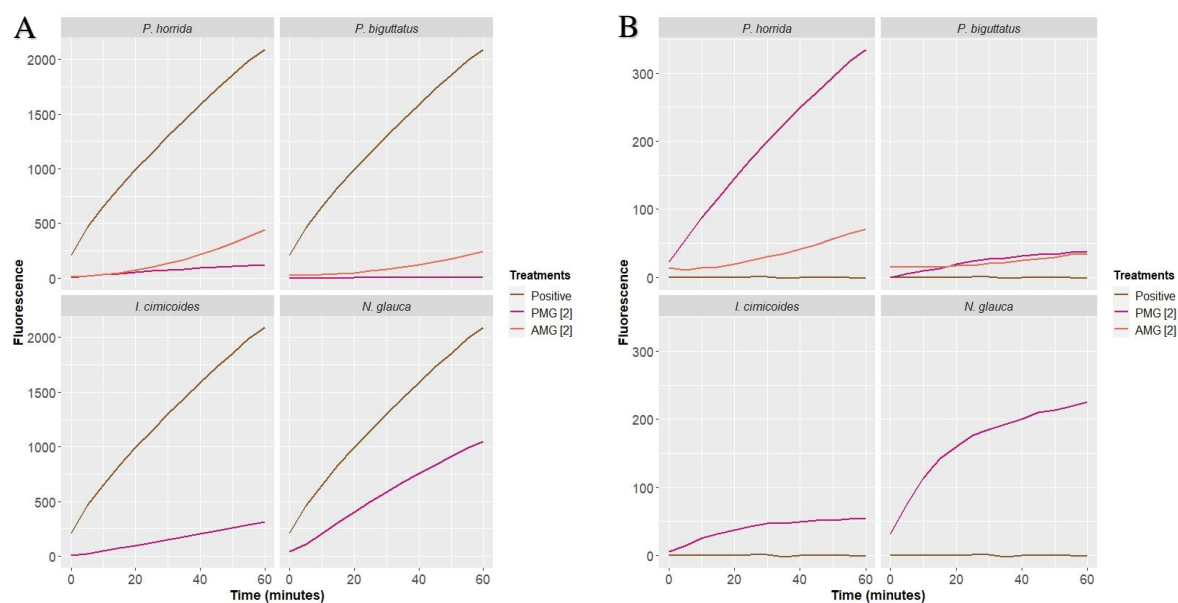 A
P. horrida
P. biguttatus
2000
1500
1000
500
0
I. cimicoides
N. glauca
2000
1500
1000
500
0
0 20 40 60
0 20 40 60
Fluorescence
Time (minutes)
Treatments
Positive
PMG [2]
AMG [2]
B
P. horrida
P. biguttatus
300
200
100
0
I. cimicoides
N. glauca
300
200
100
0
0 20 40 60
0 20 40 60
Fluorescence
Time (minutes)
Treatments
Positive
PMG [2]
AMG [2]